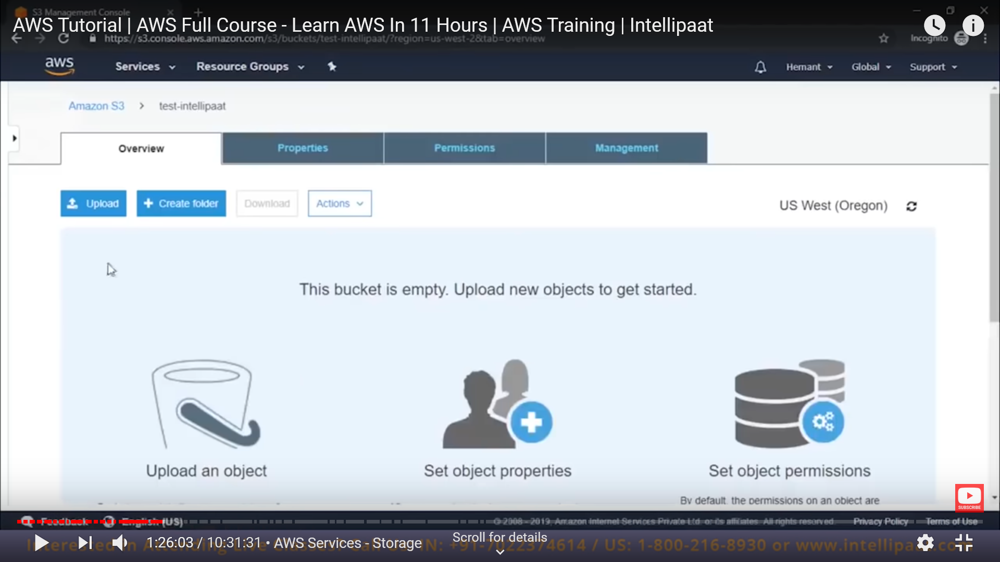 S3 Management Console
AWS Tutorial | AWS Full Course - Learn AWS In 11 Hours | AWS Training | Intellipaat
https://s3.console.aws.amazon.com/s3/buckets/test-intellipaat/?region=us-west-2&tab=overview
Incognito
aws
Services
Resource Groups
Hemant
Global
Support
Amazon S3 > test-intellipaat
Overview
Properties
Permissions
Management
Upload
Create folder
Download
Actions
US West (Oregon)
This bucket is empty. Upload new objects to get started.
Upload an object
Set object properties
Set object permissions
By default, the permissions on an object are
SUBSCRIBE
Feedback
English (US)
© 2008 - 2019, Amazon Internet Services Private Ltd. or its affiliates. All rights reserved.
Privacy Policy
Terms of Use
1:26:03 / 10:31:31 • AWS Services - Storage
Scroll for details
Interested in Attending Live IN: +91-7022374614 / US: 1-800-216-8930 or